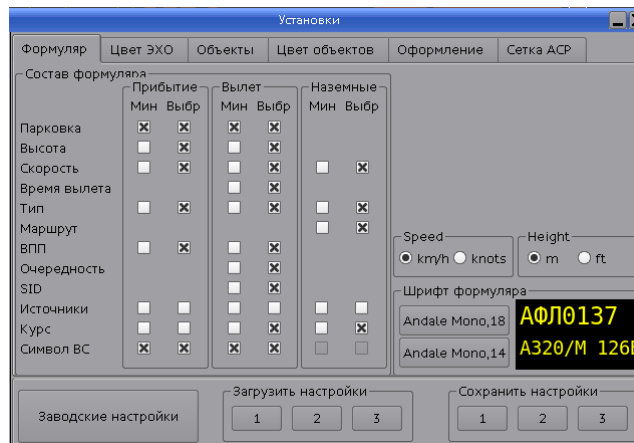 Установки
Формуляр Цвет ЭХО Объекты Цвет объектов Оформление Сетка АСР
Состав формуляра
Прибытие Вылет Наземные
Мин Выбр Мин Выбр Мин Выбр
Парковка
Высота
Скорость
Время вылета
Тип
Маршрут
ВПП
Очередность
SID
Источники
Курс
Символ ВС
Speed Height
km/h knots m ft
Шрифт формуляра
Andale Mono,18 АФЛ0137
Andale Mono,14 А320/М 126
Заводские настройки
Загрузить настройки Сохранить настройки
1 2 3 1 2 3